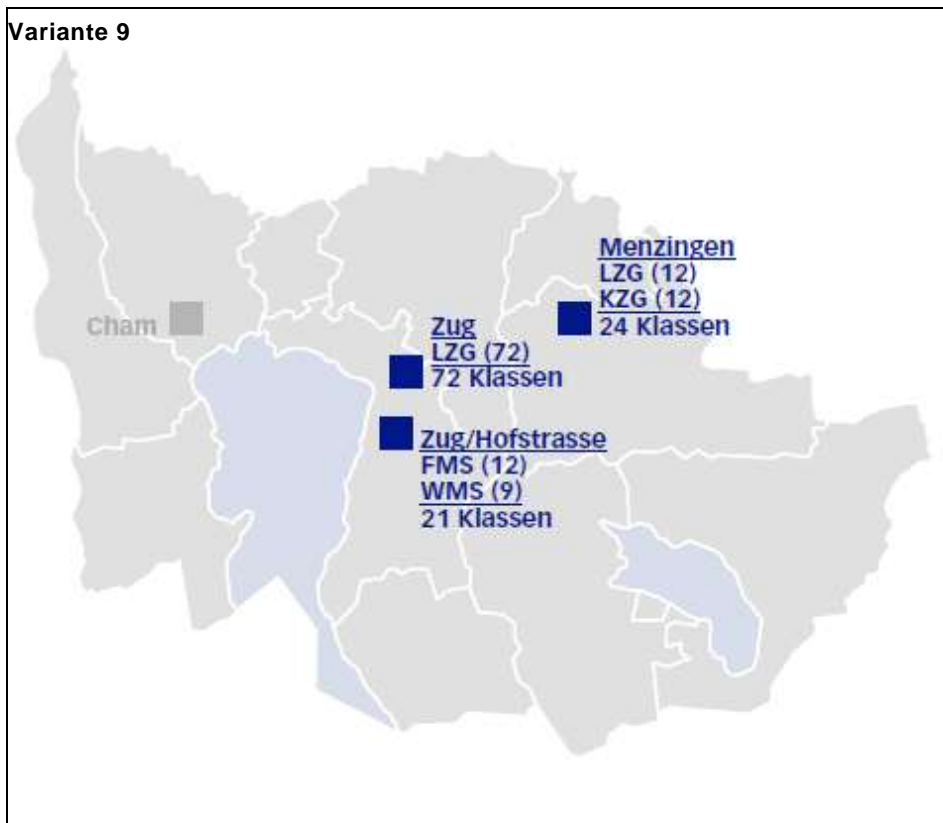 Variante 9
Menzingen
LZG (12)
KZG (12)
24 Klassen
Cham
Zug
LZG (72)
72 Klassen
Zug/Hofstrasse
FMS (12)
WMS (9)
21 Klassen